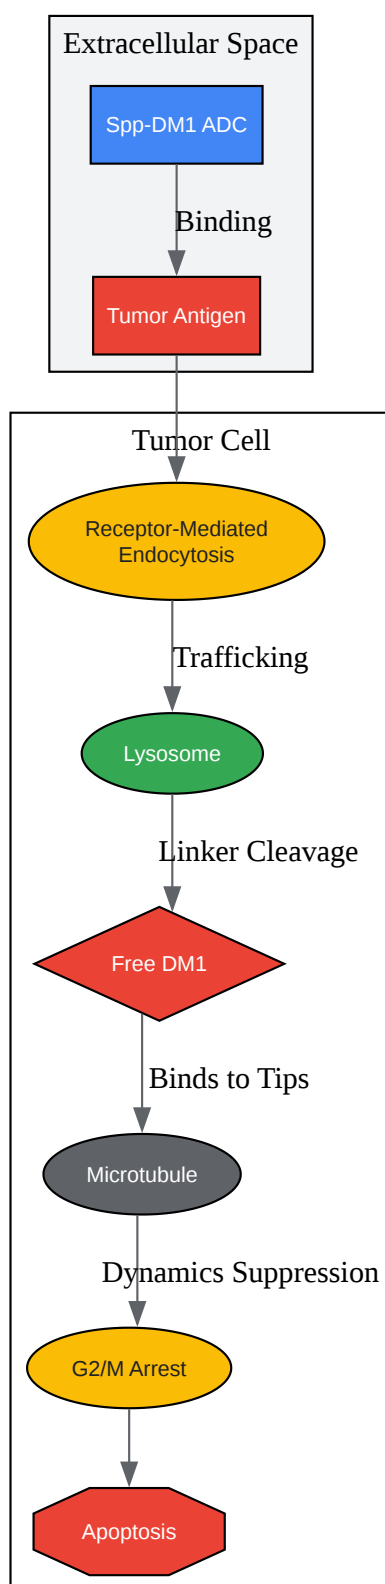 Extracellular Space
Spp-DM1 ADC
Binding
Tumor Antigen
Tumor Cell
Receptor-Mediated
Endocytosis
Trafficking
Lysosome
Linker Cleavage
Free DM1
Binds to Tips
Microtubule
Dynamics Suppression
G2/M Arrest
Apoptosis